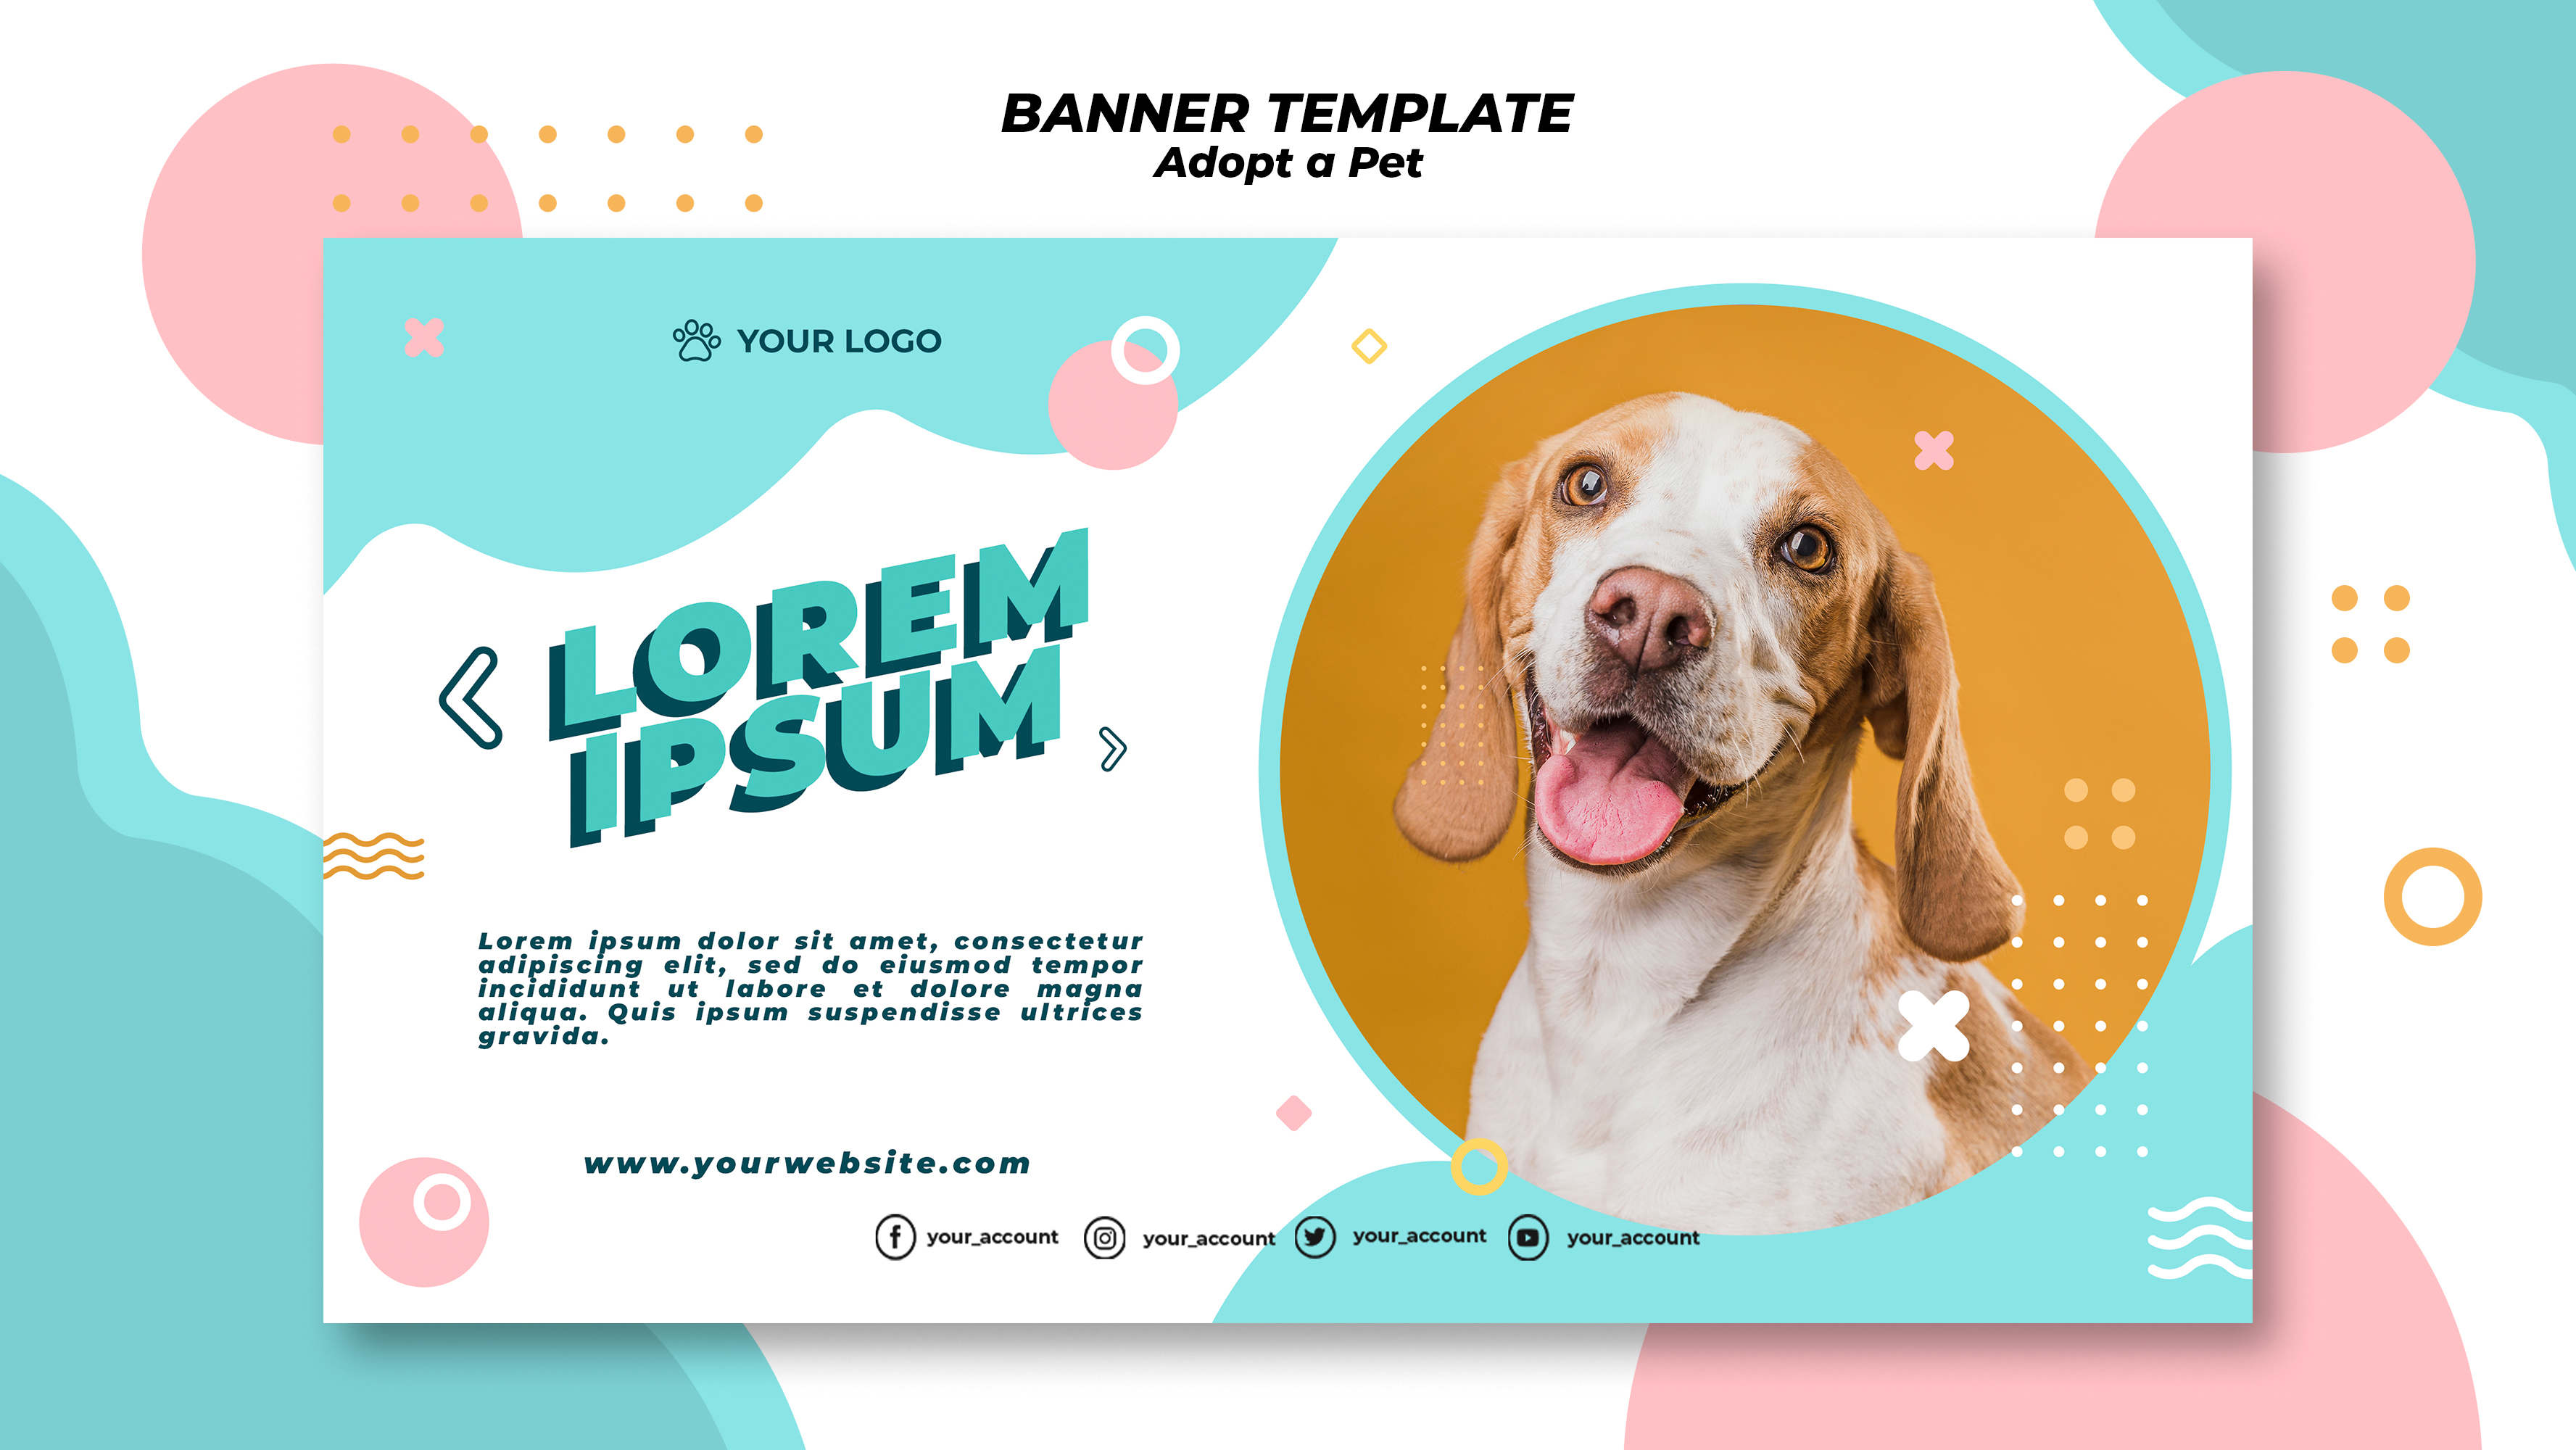 BANNER TEMPLATE
Adopt a Pet
YOUR LOGO
LOREM
IPSUM
Lorem ipsum dolor sit amet, consectetur
adipiscing elit, sed do eiusmod tempor
incididunt ut labore et dolore magna
aliqua. Quis ipsum suspendisse ultrices
gravida.
www.yourwebsite.com
your_account your_account your_account your_account